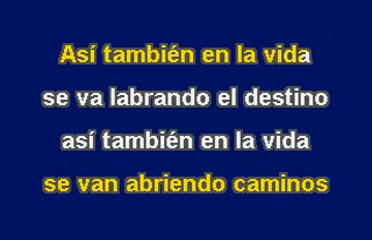 Así también en la vida
se va labrando el destino
así también en la vida
se van abriendo caminos